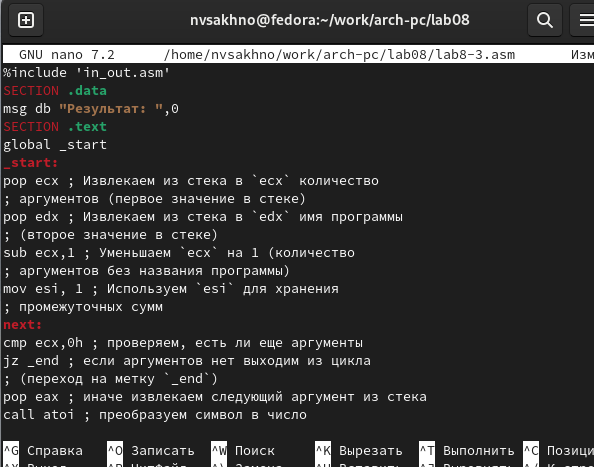 nvsakhno@fedora:~/work/arch-pc/lab08
GNU nano 7.2 /home/nvsakhno/work/arch-pc/lab08/lab8-3.asm Изм
%include 'in_out.asm'
SECTION .data
msg db "Результат: ",0
SECTION .text
global _start
_start:
pop ecx ; Извлекаем из стека в `ecx` количество
; аргументов (первое значение в стеке)
pop edx ; Извлекаем из стека в `edx` имя программы
; (второе значение в стеке)
sub ecx,1 ; Уменьшаем `ecx` на 1 (количество
; аргументов без названия программы)
mov esi, 1 ; Используем `esi` для хранения
; промежуточных сумм
next:
cmp ecx,0h ; проверяем, есть ли еще аргументы
jz _end ; если аргументов нет выходим из цикла
; (переход на метку `_end`)
pop eax ; иначе извлекаем следующий аргумент из стека
call atoi ; преобразуем символ в число
^G Справка ^O Записать ^W Поиск ^K Вырезать ^T Выполнить ^C Позици